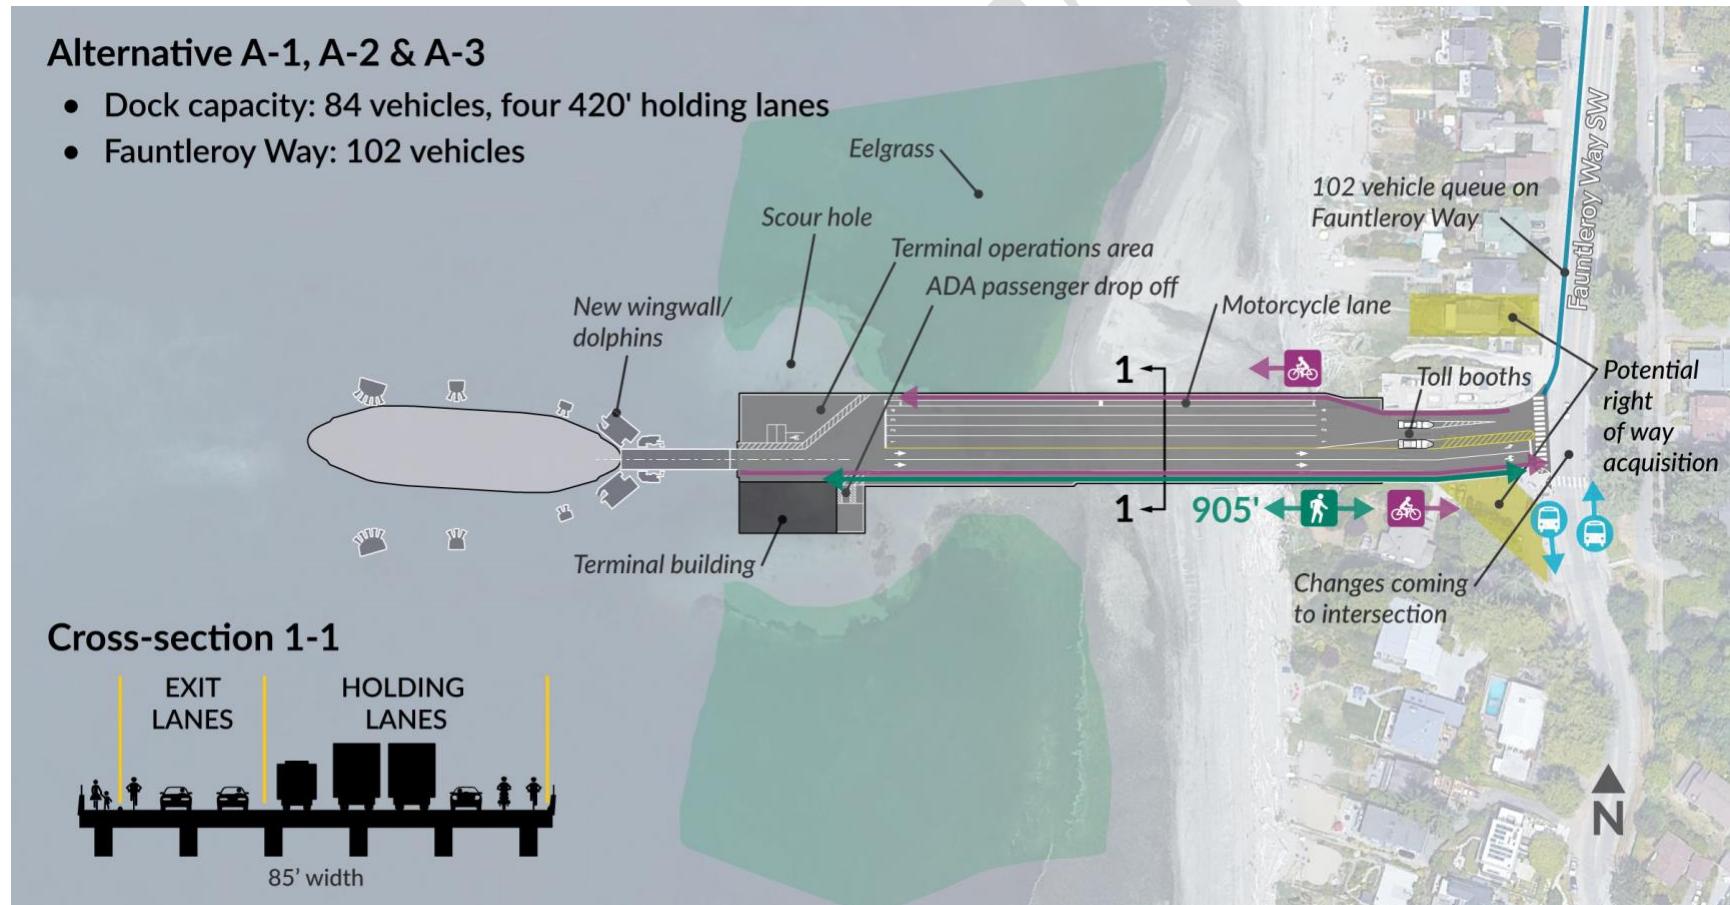 Alternative A-1, A-2 & A-3
• Dock capacity: 84 vehicles, four 420' holding lanes
• Fauntleroy Way: 102 vehicles
Eelgrass
Scour hole
Terminal operations area
ADA passenger drop off
New wingwall/
dolphins
Motorcycle lane
102 vehicle queue on
Fauntleroy Way
Fauntleroy Way SW
Toll booths
Potential
right
of way
acquisition
1
1
905'
Terminal building
Changes coming
to intersection
N
Cross-section 1-1
EXIT
LANES
HOLDING
LANES
85' width